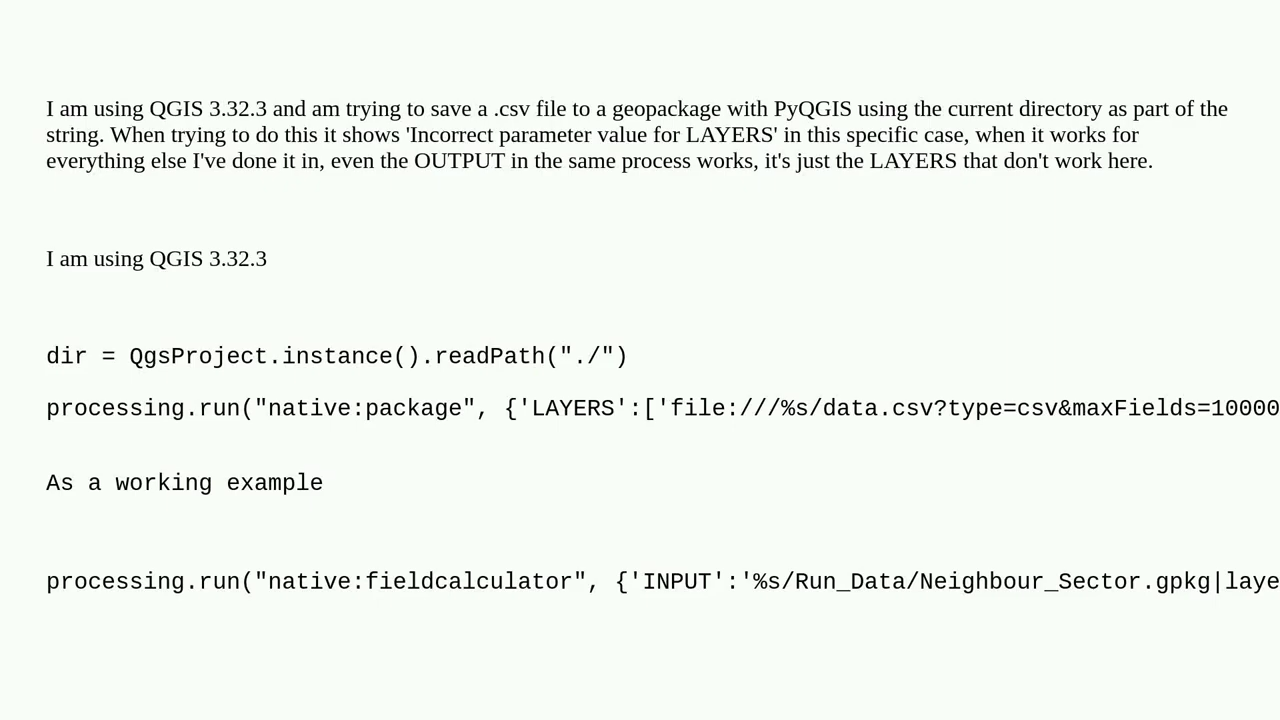 I am using QGIS 3.32.3 and am trying to save a .csv file to a geopackage with PyQGIS using the current directory as part of the
string. When trying to do this it shows 'Incorrect parameter value for LAYERS' in this specific case, when it works for
everything else I've done it in, even the OUTPUT in the same process works, it's just the LAYERS that don't work here.
I am using QGIS 3.32.3
dir = QgsProject.instance().readPath("./")
processing.run("native:package", {'LAYERS':['file:///%s/data.csv?type=csv&maxFields=10000
As a working example
processing.run("native:fieldcalculator", {'INPUT':'%s/Run_Data/Neighbour_Sector.gpkg|laye